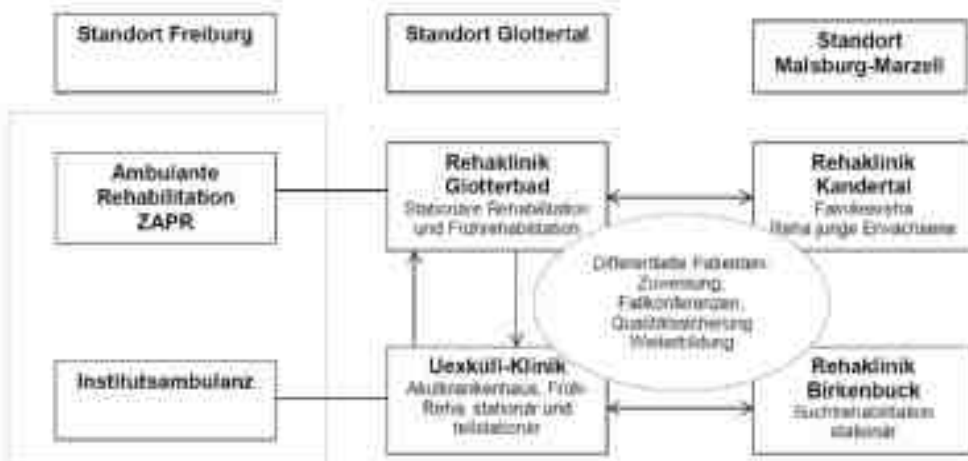 Standort Freiburg
Standort Glottertal
Standort
Malsburg-Marzell
Ambulante
Rehabilitation
ZAPR
Rehaklinik
Glotterbad
Stationäre Rehabilitation
und Frührehabilitation
Rehaklinik
Kandertal
Familienreha
Reha junge Erwachsene
Differentielle Patienten
Zuweisung,
Fallkonferenzen,
Qualitätssicherung
Weiterbildung
Institutsambulanz
Uexküll-Klinik
Akutkrankenhaus, Früh-
Reha stationär und
teilstationär
Rehaklinik
Birkenbuck
Suchtrehabilitation
stationär